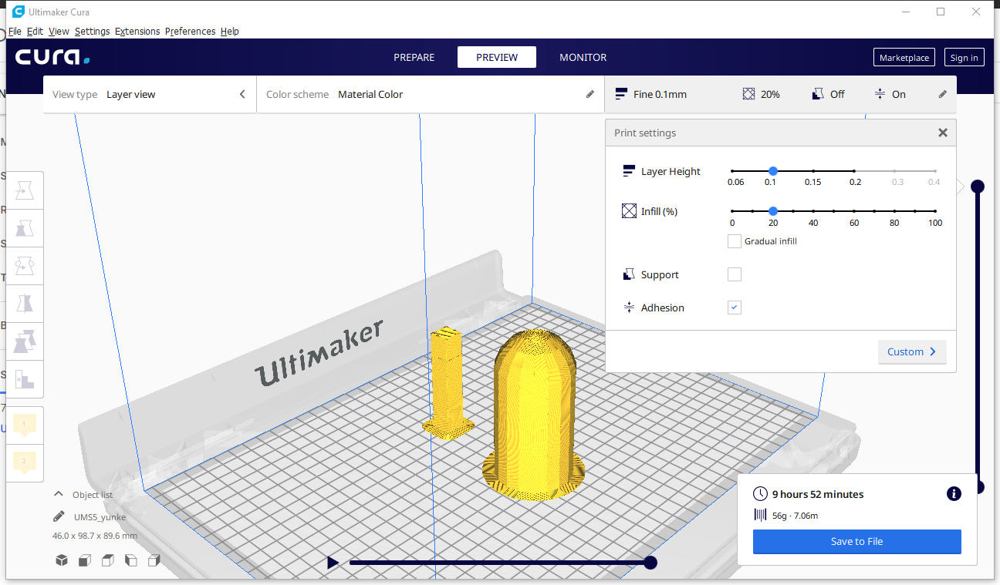 Ultimaker Cura
File Edit View Settings Extensions Preferences Help
cura.
PREPARE PREVIEW MONITOR
Marketplace Sign in
View type Layer view
Color scheme Material Color
Fine 0.1mm 20% Off On
Print settings
Layer Height
0.06 0.1 0.15 0.2 0.3 0.4
Infill (%)
0 20 40 60 80 100
Gradual infill
Support
Adhesion
Custom
Ultimaker
1
2
Object list
UMS5_yunke
46.0 x 98.7 x 89.6 mm
9 hours 52 minutes
56g · 7.06m
Save to File